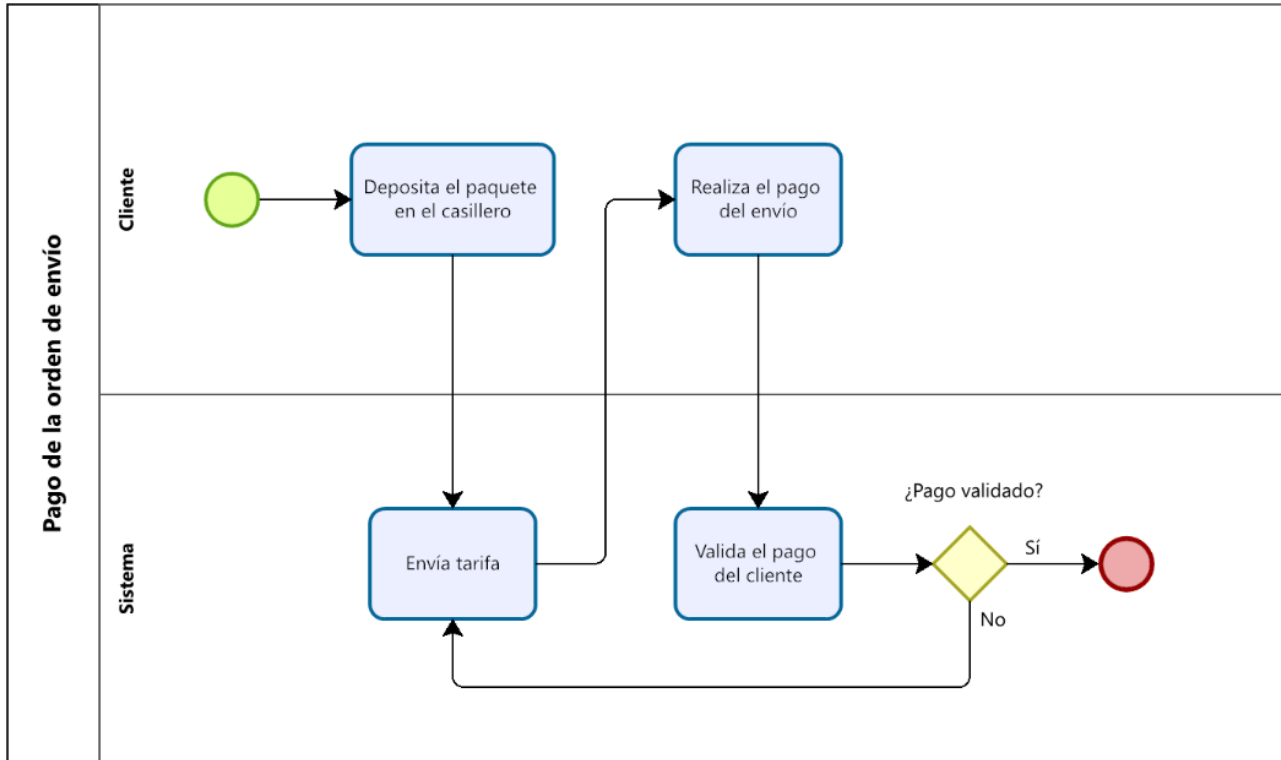 Pago de la orden de envío
Cliente
Deposita el paquete
en el casillero
Realiza el pago
del envío
Sistema
Envía tarifa
Valida el pago
del cliente
¿Pago validado?
Sí
No